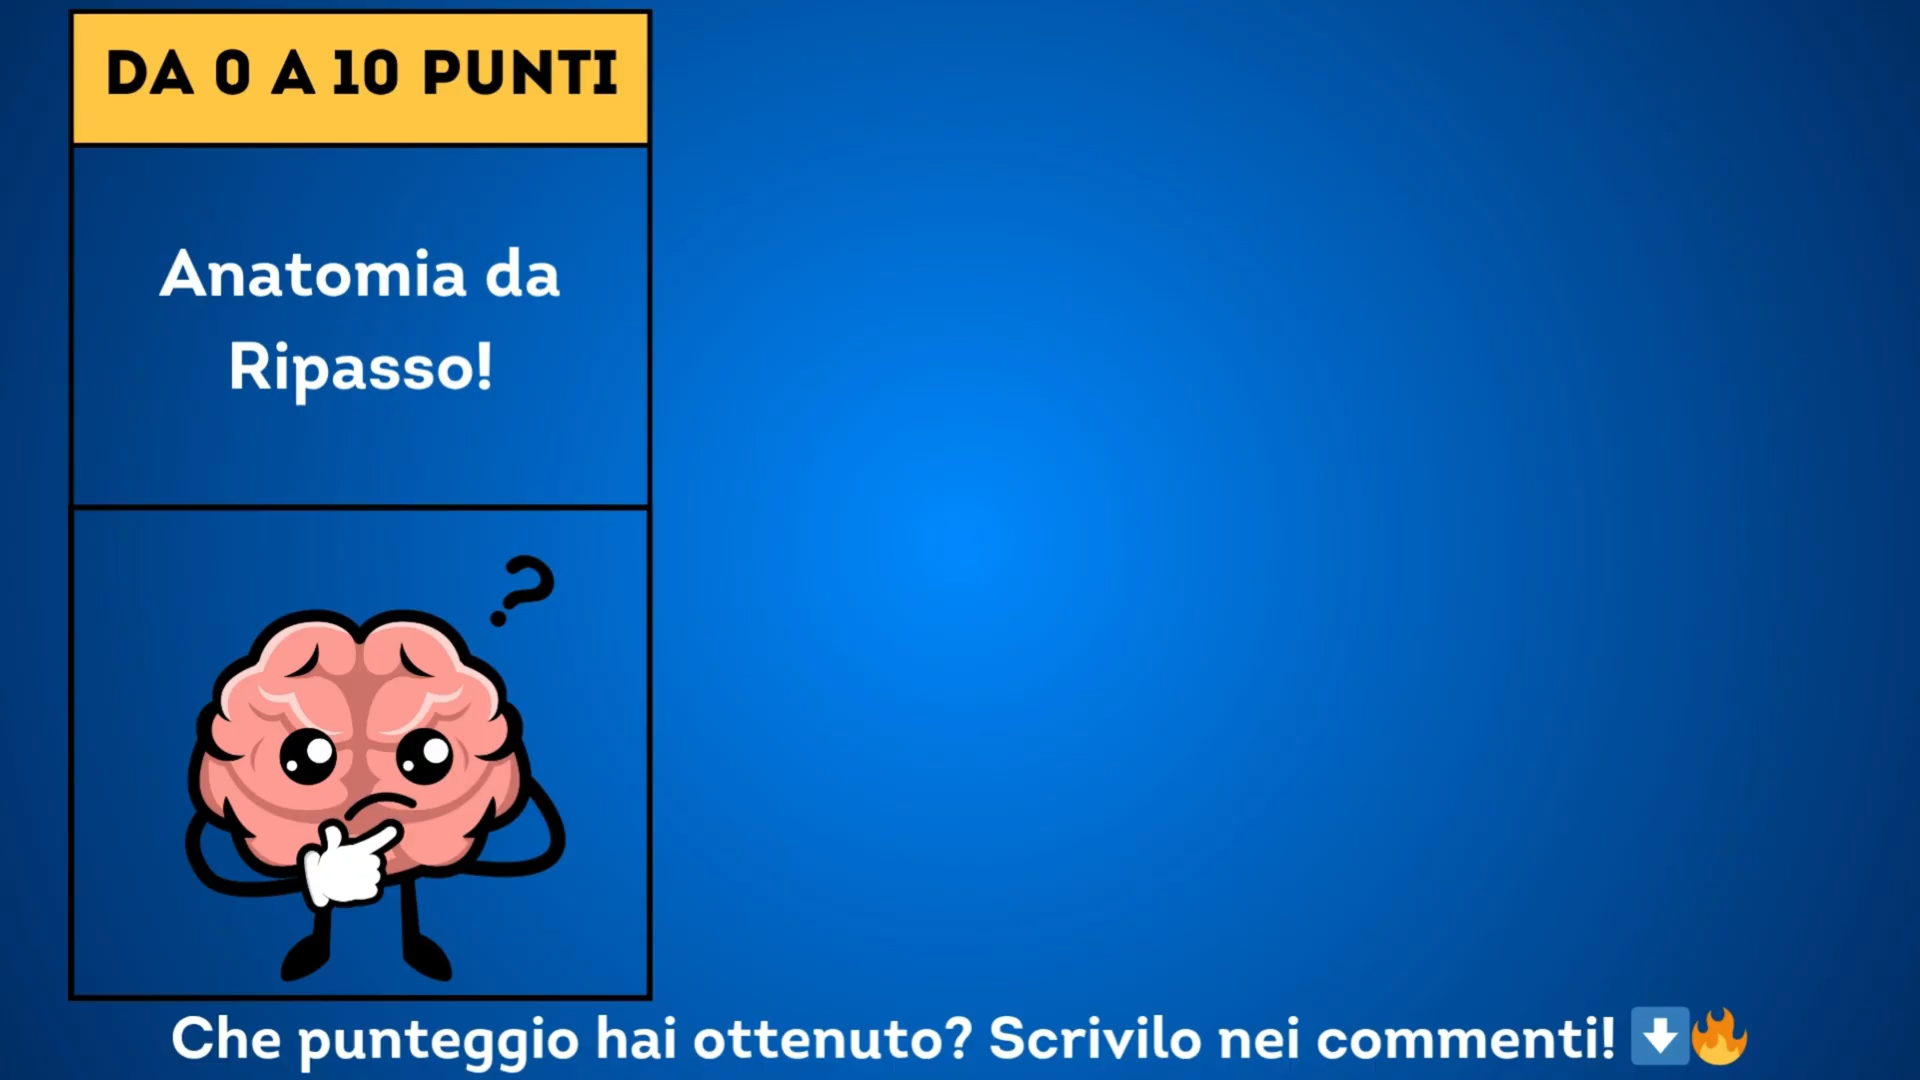 DA 0 A 10 PUNTI
Anatomia da
Ripasso!
?
Che punteggio hai ottenuto? Scrivilo nei commenti! ⬇️🔥